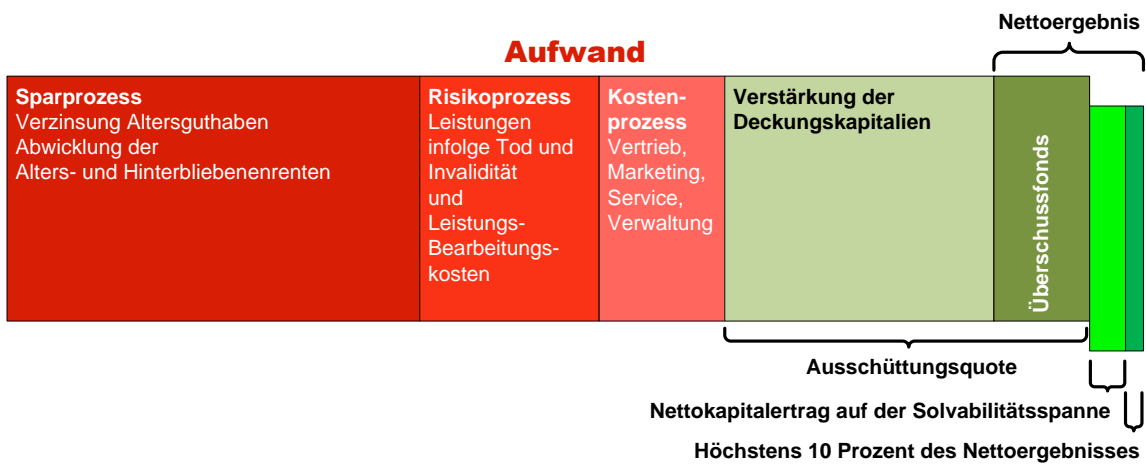 Nettoergebnis
Aufwand
Sparprozess
Verzinsung Altersguthaben
Abwicklung der
Alters- und Hinterbliebenenrenten
Risikoprozess
Leistungen
infolge Tod und
Invalidität
und
Leistungs-
Bearbeitungs-
kosten
Kosten-
prozess
Vertrieb,
Marketing,
Service,
Verwaltung
Verstärkung der
Deckungskapitalien
Überschussfonds
Ausschüttungsquote
Nettokapitalertrag auf der Solvabilitätsspanne
Höchstens 10 Prozent des Nettoergebnisses